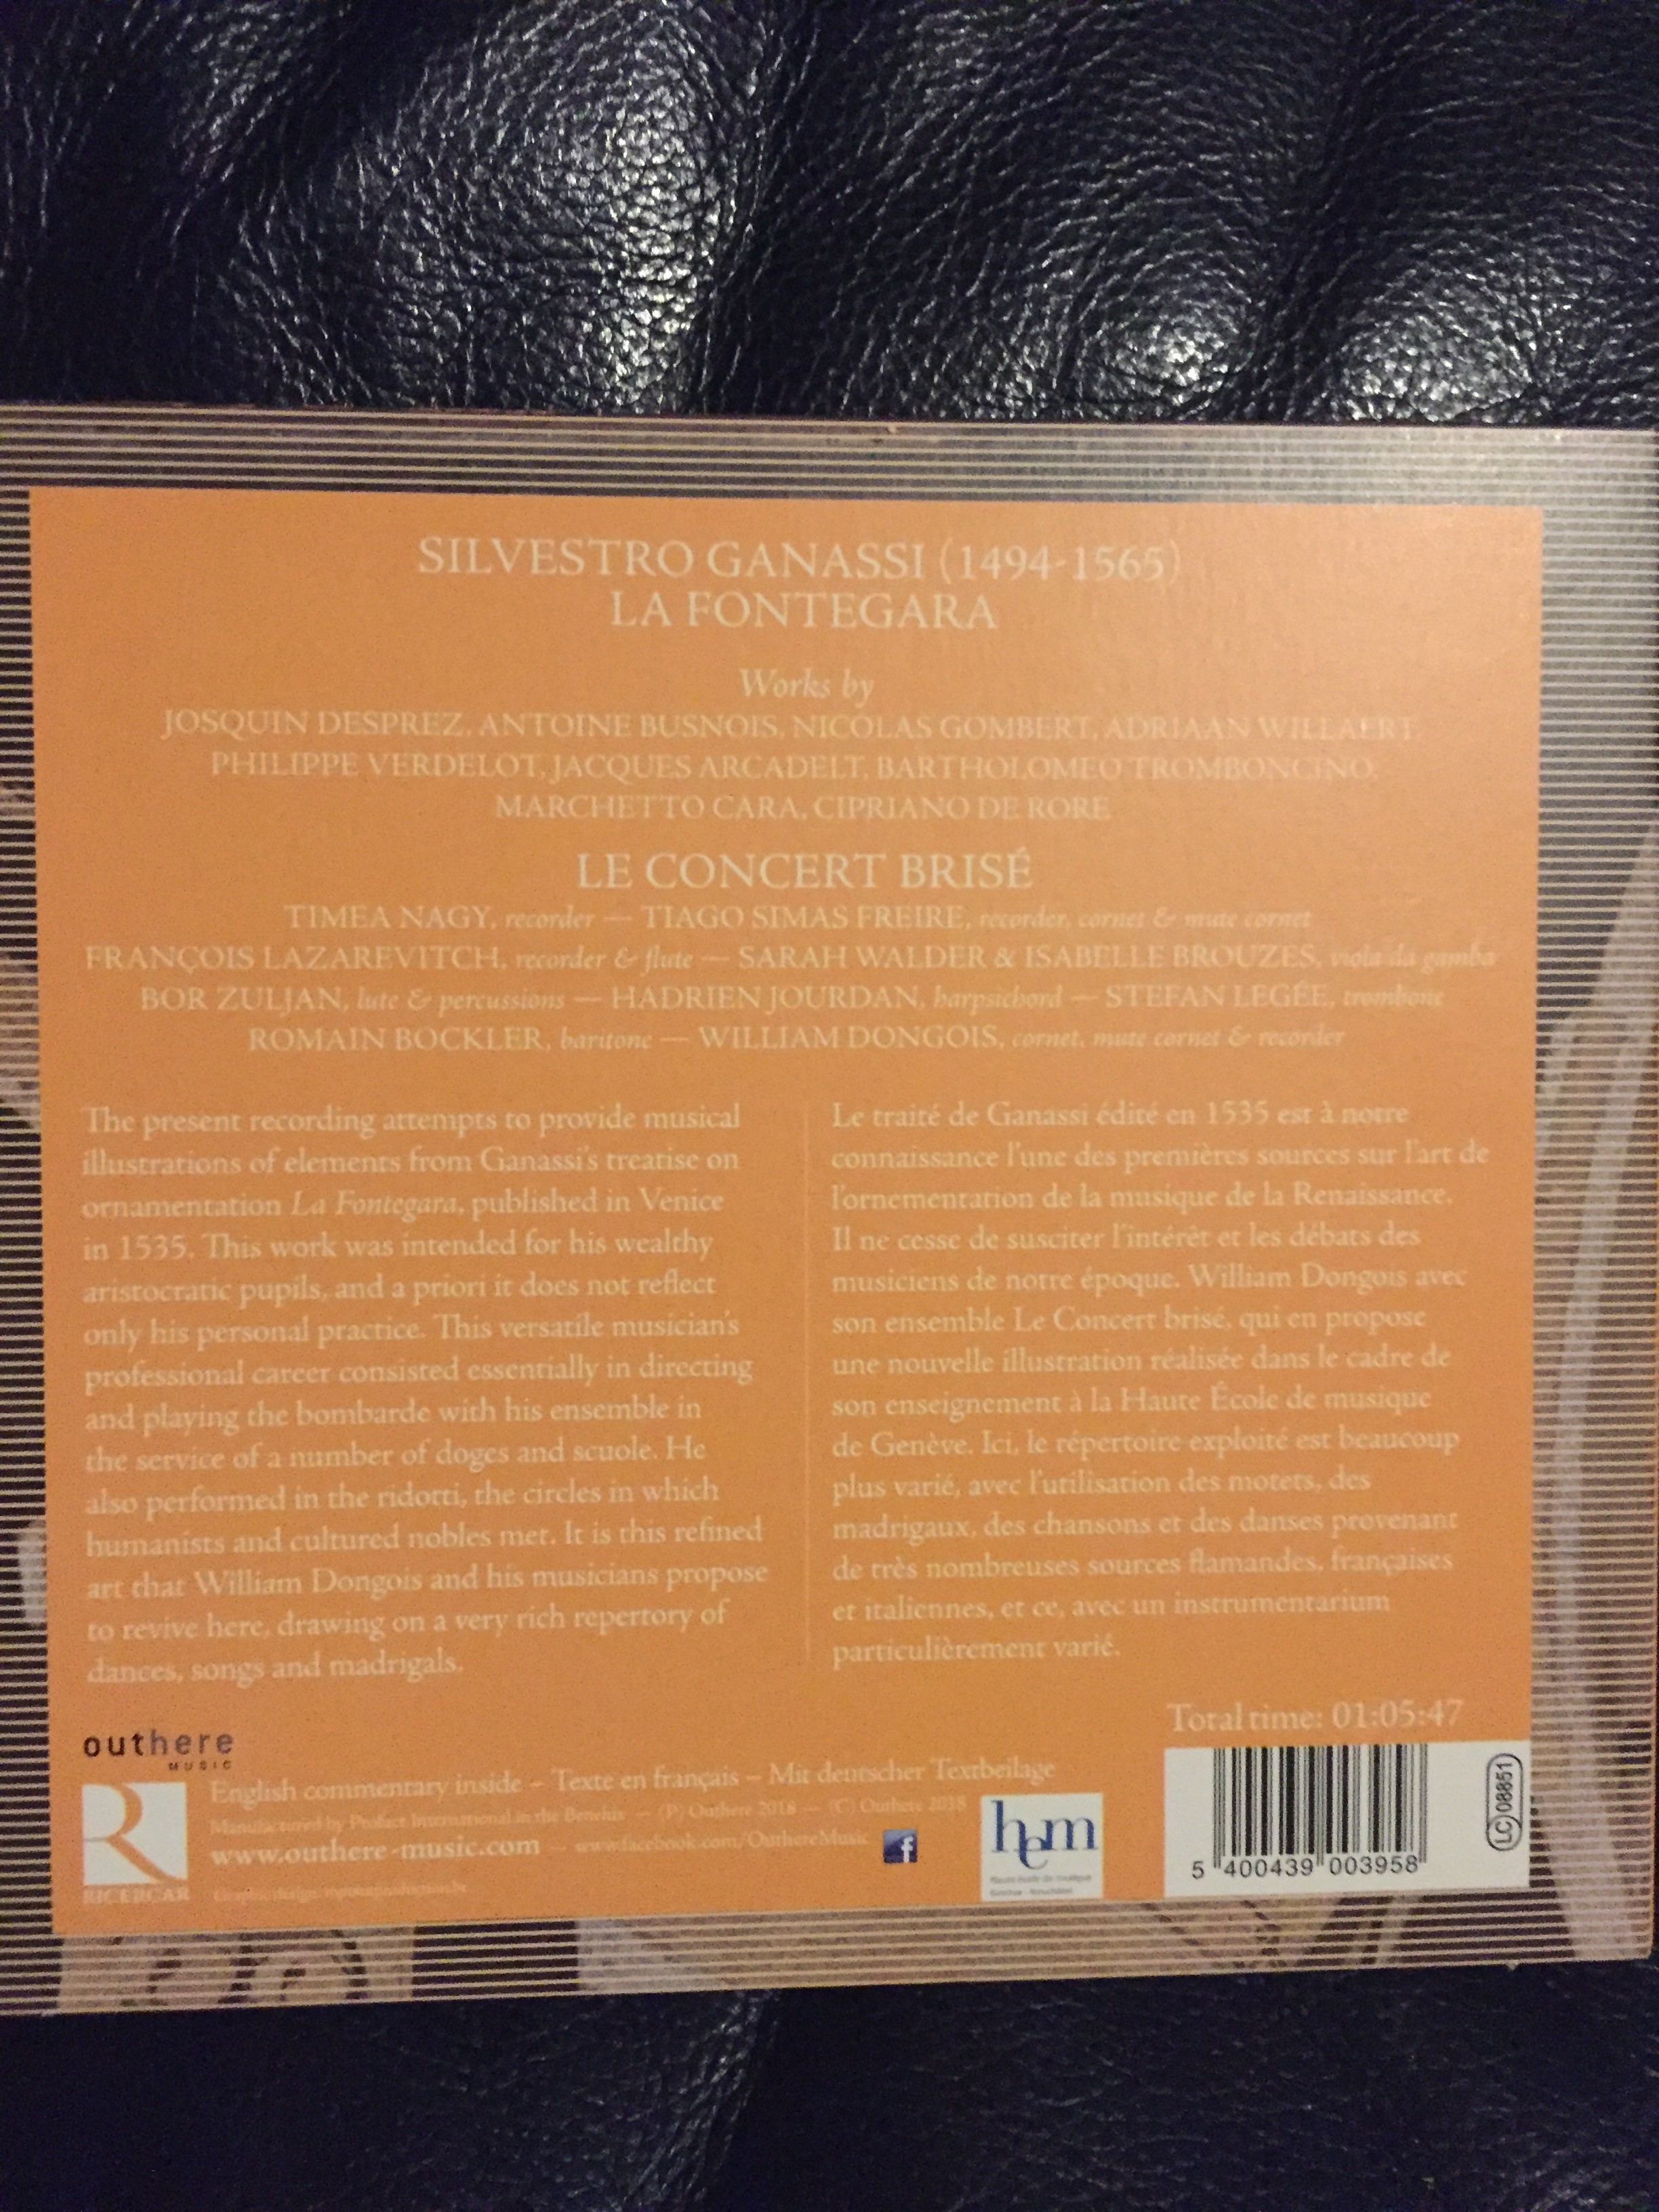 SILVESTRO GANASSI (1494-1565)
LA FONTEGARA
Works by
JOSQUIN DESPREZ, ANTOINE BUSNOIS, NICOLAS GOMBERT, ADRIAAN WILLAERT,
PHILIPPE VERDELOT, JACQUES ARCADELT, BARTHOLOMEO TROMBONCINO,
MARCHETTO CARA, CIPRIANO DE RORE
LE CONCERT BRISÉ
TIMEA NAGY, recorder — TIAGO SIMAS FREIRE, recorder, cornet & mute cornet
FRANÇOIS LAZAREVITCH, recorder & flute — SARAH WALDER & ISABELLE BROUZES, viola da gamba
BOR ZULJAN, lute & percussions — HADRIEN JOURDAN, harpsichord — STEFAN LEGÉE, trombone
ROMAIN BOCKLER, baritone — WILLIAM DONGOIS, cornet, mute cornet & recorder
The present recording attempts to provide musical
illustrations of elements from Ganassi's treatise on
ornamentation La Fontegara, published in Venice
in 1535. This work was intended for his wealthy
aristocratic pupils, and a priori it does not reflect
only his personal practice. This versatile musician's
professional career consisted essentially in directing
and playing the bombarde with his ensemble in
the service of a number of doges and scuole. He
also performed in the ridotti, the circles in which
humanists and cultured nobles met. It is this refined
art that William Dongois and his musicians propose
to revive here, drawing on a very rich repertory of
dances, songs and madrigals.
Le traité de Ganassi édité en 1535 est à notre
connaissance l'une des premières sources sur l'art de
l'ornementation de la musique de la Renaissance.
Il ne cesse de susciter l'intérêt et les débats des
musiciens de notre époque. William Dongois avec
son ensemble Le Concert brisé, qui en propose
une nouvelle illustration réalisée dans le cadre de
son enseignement à la Haute École de musique
de Genève. Ici, le répertoire exploité est beaucoup
plus varié, avec l'utilisation des motets, des
madrigaux, des chansons et des danses provenant
de très nombreuses sources flamandes, françaises
et italiennes, et ce, avec un instrumentarium
particulièrement varié.
Total time: 01:05:47
outhere
MUSIC
English commentary inside – Texte en français – Mit deutscher Textbeilage
Manufactured by Profact International in the Benelux — (P) Outhere 2018 — (C) Outhere 2018
www.outhere-music.com — www.facebook.com/OuthereMusic
f
R
RICERCAR
hem
5 400439 003958
LC 08851